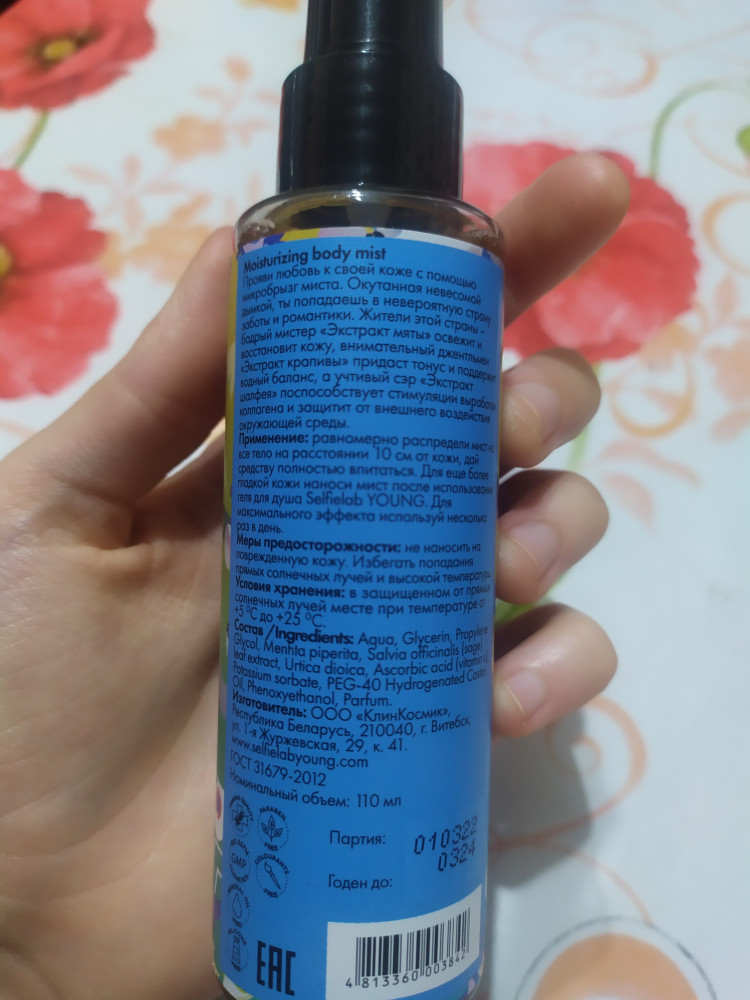 Moisturizing body mist
Прояви любовь к своей коже с помощью
микробрызг миста. Окутанная невесомой
дымкой, ты попадаешь в невероятную страну
заботы и романтики. Жители этой страны –
бодрый мистер «Экстракт мяты» освежит и
восстановит кожу, внимательный джентльмен
«Экстракт крапивы» придаст тонус и поддержит
водный баланс, а учтивый сэр «Экстракт
шалфея» поспособствует стимуляции выработки
коллагена и защитит от внешнего воздействия
окружающей среды.
Применение: равномерно распредели мист на
все тело на расстоянии 10 см от кожи, дай
средству полностью впитаться. Для еще более
гладкой кожи наноси мист после использования
геля для душа Selfielab YOUNG. Для
максимального эффекта используй несколько
раз в день.
Меры предосторожности: не наносить на
поврежденную кожу. Избегать попадания
прямых солнечных лучей и высокой температуры.
Условия хранения: в защищенном от прямых
солнечных лучей месте при температуре от
+5 °C до +25 °C.
Состав /Ingredients: Aqua, Glycerin, Propylene
Glycol, Menhta piperita, Salvia officinalis (sage)
leaf extract, Urtica dioica, Ascorbic acid (vitamin c),
Potassium sorbate, PEG-40 Hydrogenated Castor
Oil, Phenoxyethanol, Parfum.
Изготовитель: ООО «КлинКосмик»,
Республика Беларусь, 210040, г. Витебск,
ул. 1-я Журжевская, 29, к. 41.
www.selfielabyoung.com
ГОСТ 31679-2012
Номинальный объем: 110 мл
PARABEN
FREE
GMP
COLOURANTS
FREE
Партия: 010322
0324
Годен до:
EAC
4 813360 003842